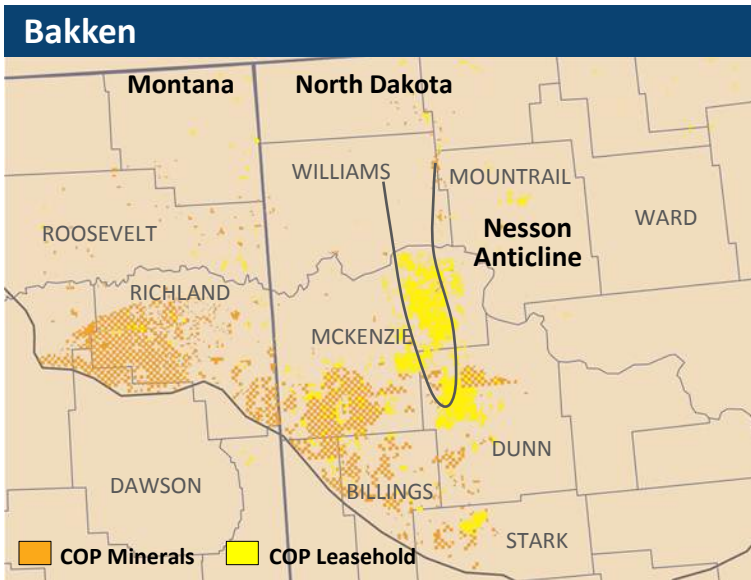 Bakken
Montana
North Dakota
WILLIAMS
MOUNTRAIL
WARD
ROOSEVELT
Nesson
Anticline
RICHLAND
MCKENZIE
DUNN
DAWSON
BILLINGS
STARK
COP Minerals
COP Leasehold